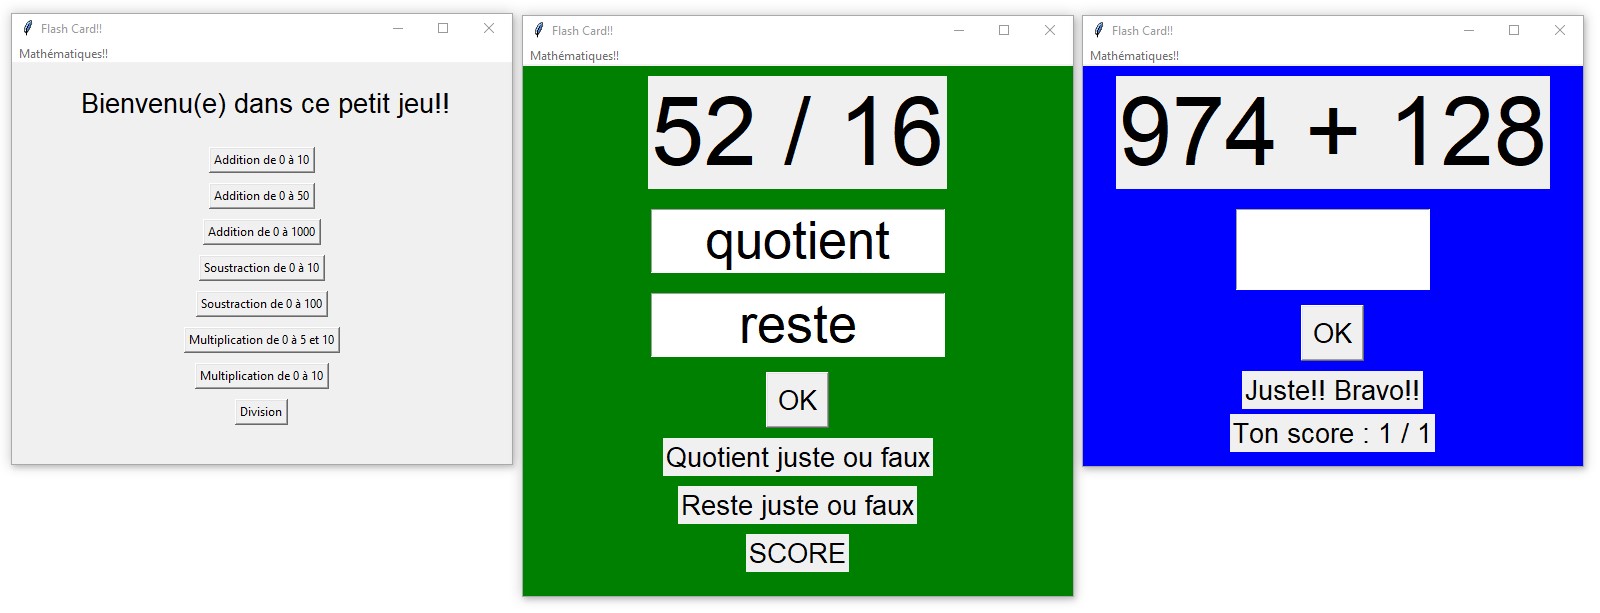 Flash Card!!
Mathématiques!!
Bienvenu(e) dans ce petit jeu!!
Addition de 0 à 10
Addition de 0 à 50
Addition de 0 à 1000
Soustraction de 0 à 10
Soustraction de 0 à 100
Multiplication de 0 à 5 et 10
Multiplication de 0 à 10
Division
Flash Card!!
Mathématiques!!
52 / 16
quotient
reste
OK
Quotient juste ou faux
Reste juste ou faux
SCORE
Flash Card!!
Mathématiques!!
974 + 128
OK
Juste!! Bravo!!
Ton score : 1 / 1